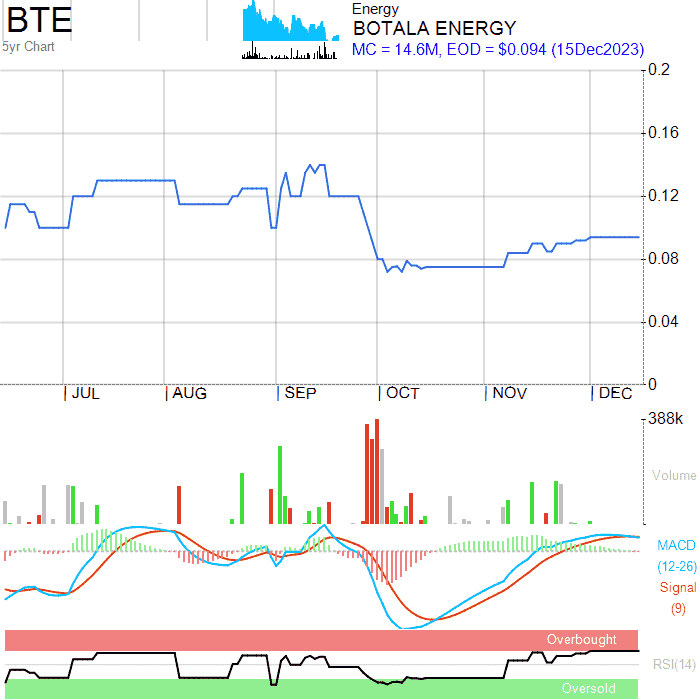 BTE
5yr Chart
Energy
BOTALA ENERGY
MC = 14.6M, EOD = $0.094 (15Dec2023)
0.2
0.16
0.12
0.08
0.04
0
JUL AUG SEP OCT NOV DEC
388k
Volume
MACD
(12-26)
Signal
(9)
Overbought
RSI(14)
Oversold